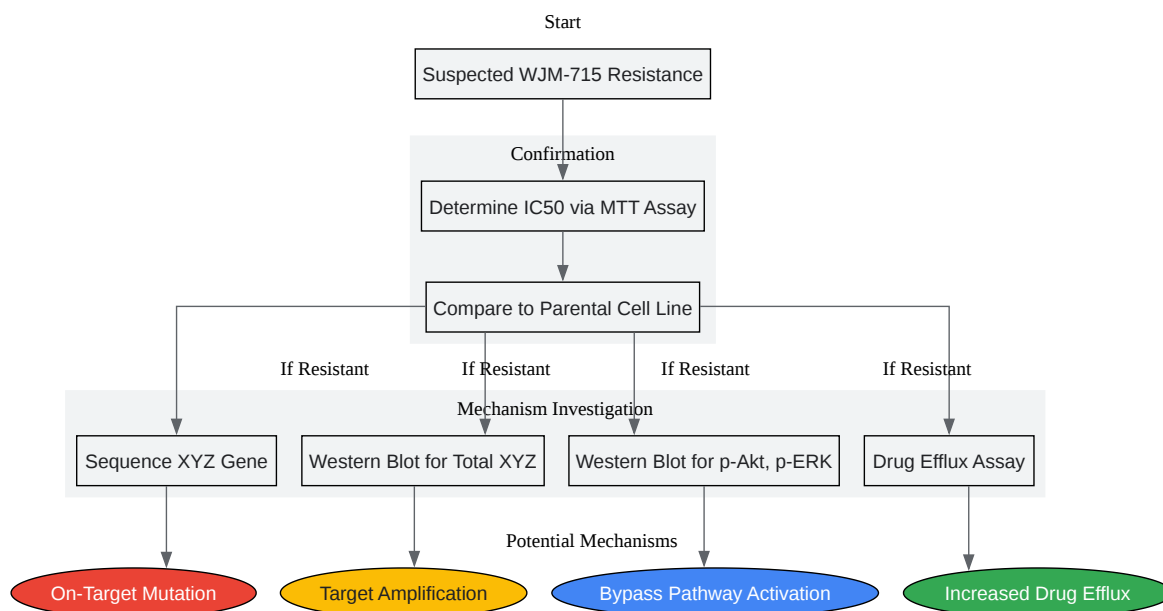 Start
Suspected WJM-715 Resistance
Confirmation
Determine IC50 via MTT Assay
Compare to Parental Cell Line
If Resistant
If Resistant
If Resistant
If Resistant
Mechanism Investigation
Sequence XYZ Gene
Western Blot for Total XYZ
Western Blot for p-Akt, p-ERK
Drug Efflux Assay
Potential Mechanisms
On-Target Mutation
Target Amplification
Bypass Pathway Activation
Increased Drug Efflux